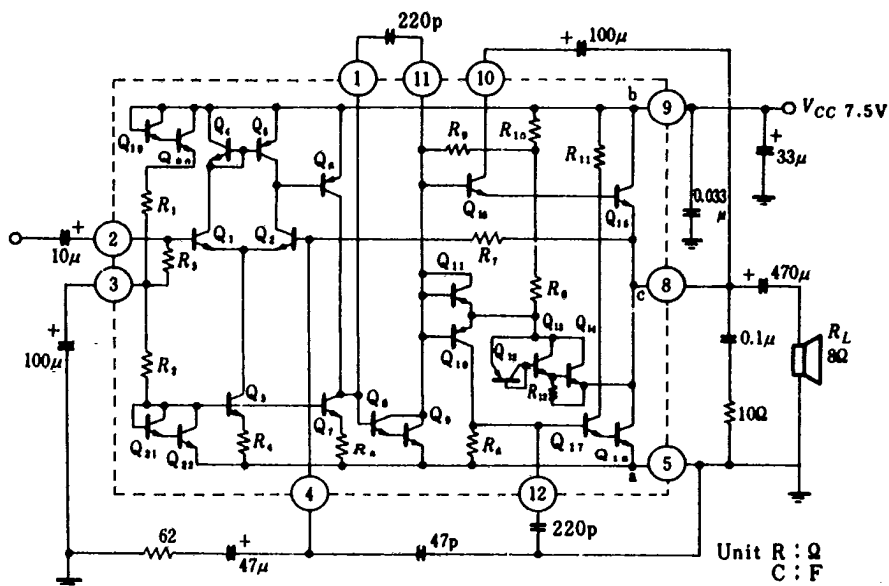 220p
100μ
+
1
11
10
b
9
V_CC 7.5V
Q19
Q20
Q4
Q5
Q6
R9
R10
R11
+
33μ
0.033
μ
R1
Q16
Q15
2
Q1
Q2
R7
+
10μ
R3
3
Q11
R6
c
8
+
470μ
+
100μ
Q13
Q14
Q12
R_L
8Ω
R2
Q10
0.1μ
R12
Q3
Q8
Q9
10Ω
Q21
Q22
R4
Q7
R5
Q17
a
5
4
12
62
+
47μ
47p
220p
Unit R : Ω
C : F